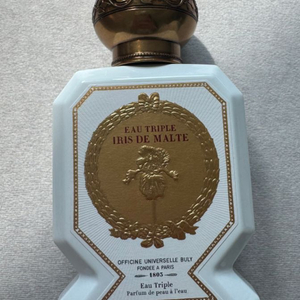 EAU TRIPLE
IRIS DE MALTE
OFFICINE UNIVERSELLE BULY
FONDÉE A PARIS
1803
Eau Triple
Parfum de peau à l'eau